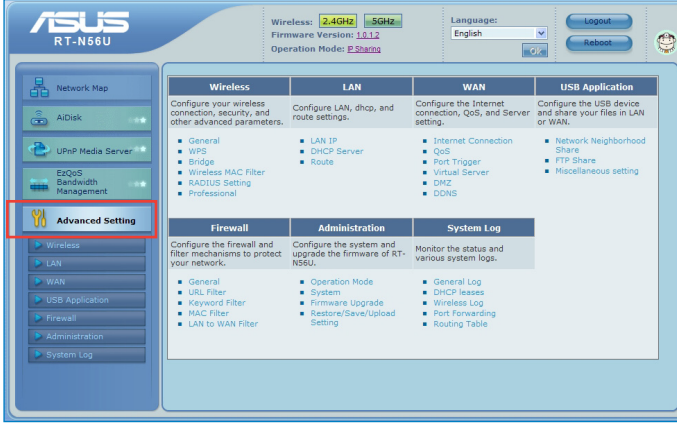 ASUS
RT-N56U
Wireless: 2.4GHz 5GHz
Firmware Version: 1.0.1.2
Operation Mode: IP Sharing
Language:
English
Ok
Logout
Reboot
Network Map
AiDisk
UPnP Media Server
EzQoS
Bandwidth
Management
Advanced Setting
Wireless
LAN
WAN
USB Application
Firewall
Administration
System Log
Wireless
Configure your wireless
connection, security, and
other advanced parameters.
General
WPS
Bridge
Wireless MAC Filter
RADIUS Setting
Professional
LAN
Configure LAN, dhcp, and
route settings.
LAN IP
DHCP Server
Route
WAN
Configure the Internet
connection, QoS, and Server
setting.
Internet Connection
QoS
Port Trigger
Virtual Server
DMZ
DDNS
USB Application
Configure the USB device
and share your files in LAN
or WAN.
Network Neighborhood
Share
FTP Share
Miscellaneous setting
Firewall
Configure the firewall and
filter mechanisms to protect
your network.
General
URL Filter
Keyword Filter
MAC Filter
LAN to WAN Filter
Administration
Configure the system and
upgrade the firmware of RT-
N56U.
Operation Mode
System
Firmware Upgrade
Restore/Save/Upload
Setting
System Log
Monitor the status and
various system logs.
General Log
DHCP leases
Wireless Log
Port Forwarding
Routing Table